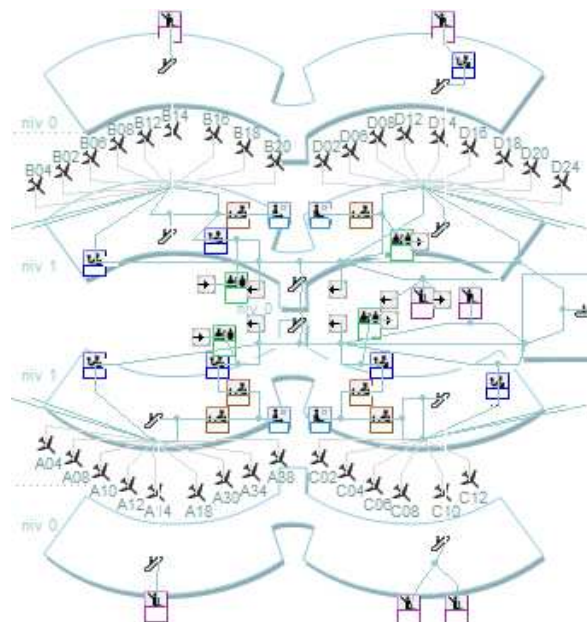 niv 0
B04
B02
B06
B08
B12
B14
B16
B18
B20
D02
D06
D08
D12
D14
D16
D18
D20
D24
niv 1
niv 0
niv 1
A04
A08
A10
A12
A14
A18
A30
A34
A38
C02
C04
C06
C08
C10
C12
niv 0